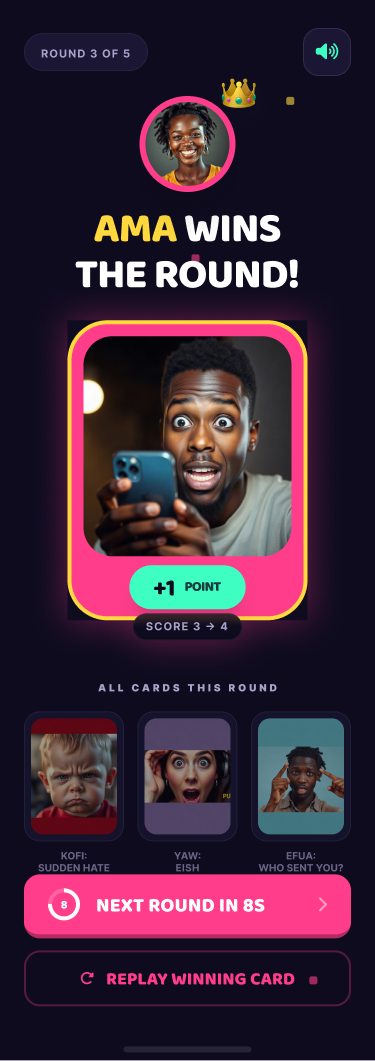 ROUND 3 OF 5
AMA WINS
THE ROUND!
+1 POINT
SCORE 3 → 4
ALL CARDS THIS ROUND
KOFI:
SUDDEN HATE
YAW:
EISH
EFUA:
WHO SENT YOU?
8 NEXT ROUND IN 8S
REPLAY WINNING CARD